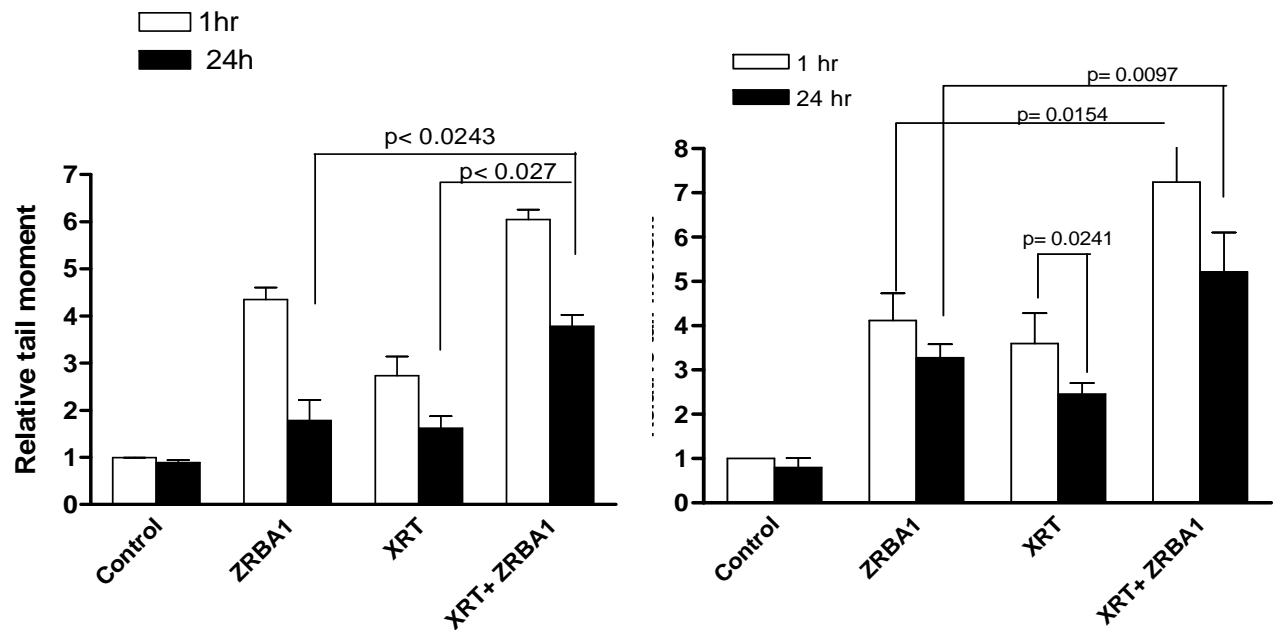 1hr
24h
p< 0.0243
p< 0.027
7
6
5
4
3
2
1
0
Relative tail moment
Control
ZRBA1
XRT
XRT+ ZRBA1
1 hr
24 hr
p= 0.0097
p= 0.0154
p= 0.0241
8
7
6
5
4
3
2
1
0
Control
ZRBA1
XRT
XRT+ ZRBA1